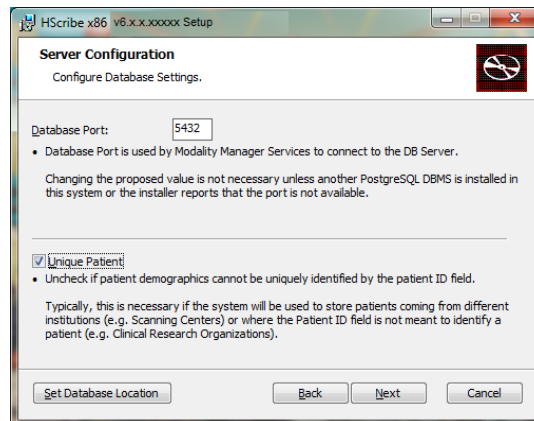 HScribe x86 v6.x.x.xxxxx Setup
Server Configuration
Configure Database Settings.
Database Port: 5432
• Database Port is used by Modality Manager Services to connect to the DB Server.
Changing the proposed value is not necessary unless another PostgreSQL DBMS is installed in
this system or the installer reports that the port is not available.
Unique Patient
• Uncheck if patient demographics cannot be uniquely identified by the patient ID field.
Typically, this is necessary if the system will be used to store patients coming from different
institutions (e.g. Scanning Centers) or where the Patient ID field is not meant to identify a
patient (e.g. Clinical Research Organizations).
Set Database Location Back Next Cancel